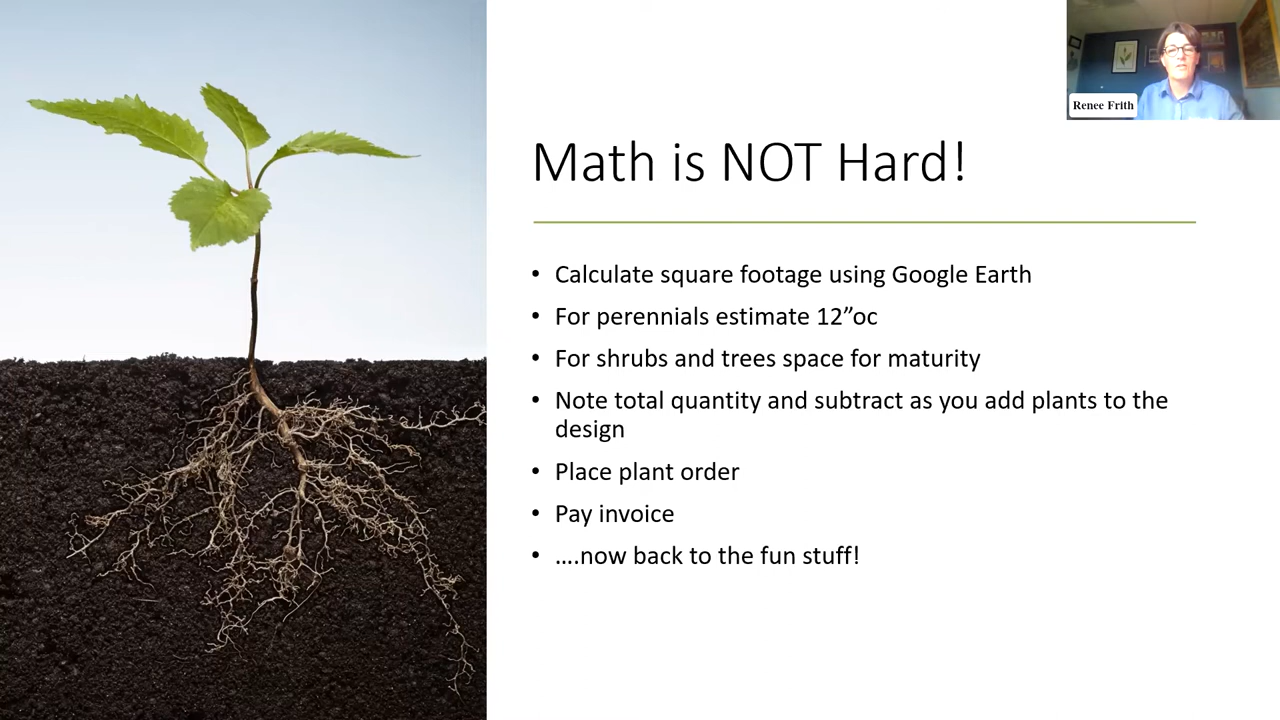 Renee Frith
Math is NOT Hard!
• Calculate square footage using Google Earth
• For perennials estimate 12”oc
• For shrubs and trees space for maturity
• Note total quantity and subtract as you add plants to the
design
• Place plant order
• Pay invoice
• ….now back to the fun stuff!